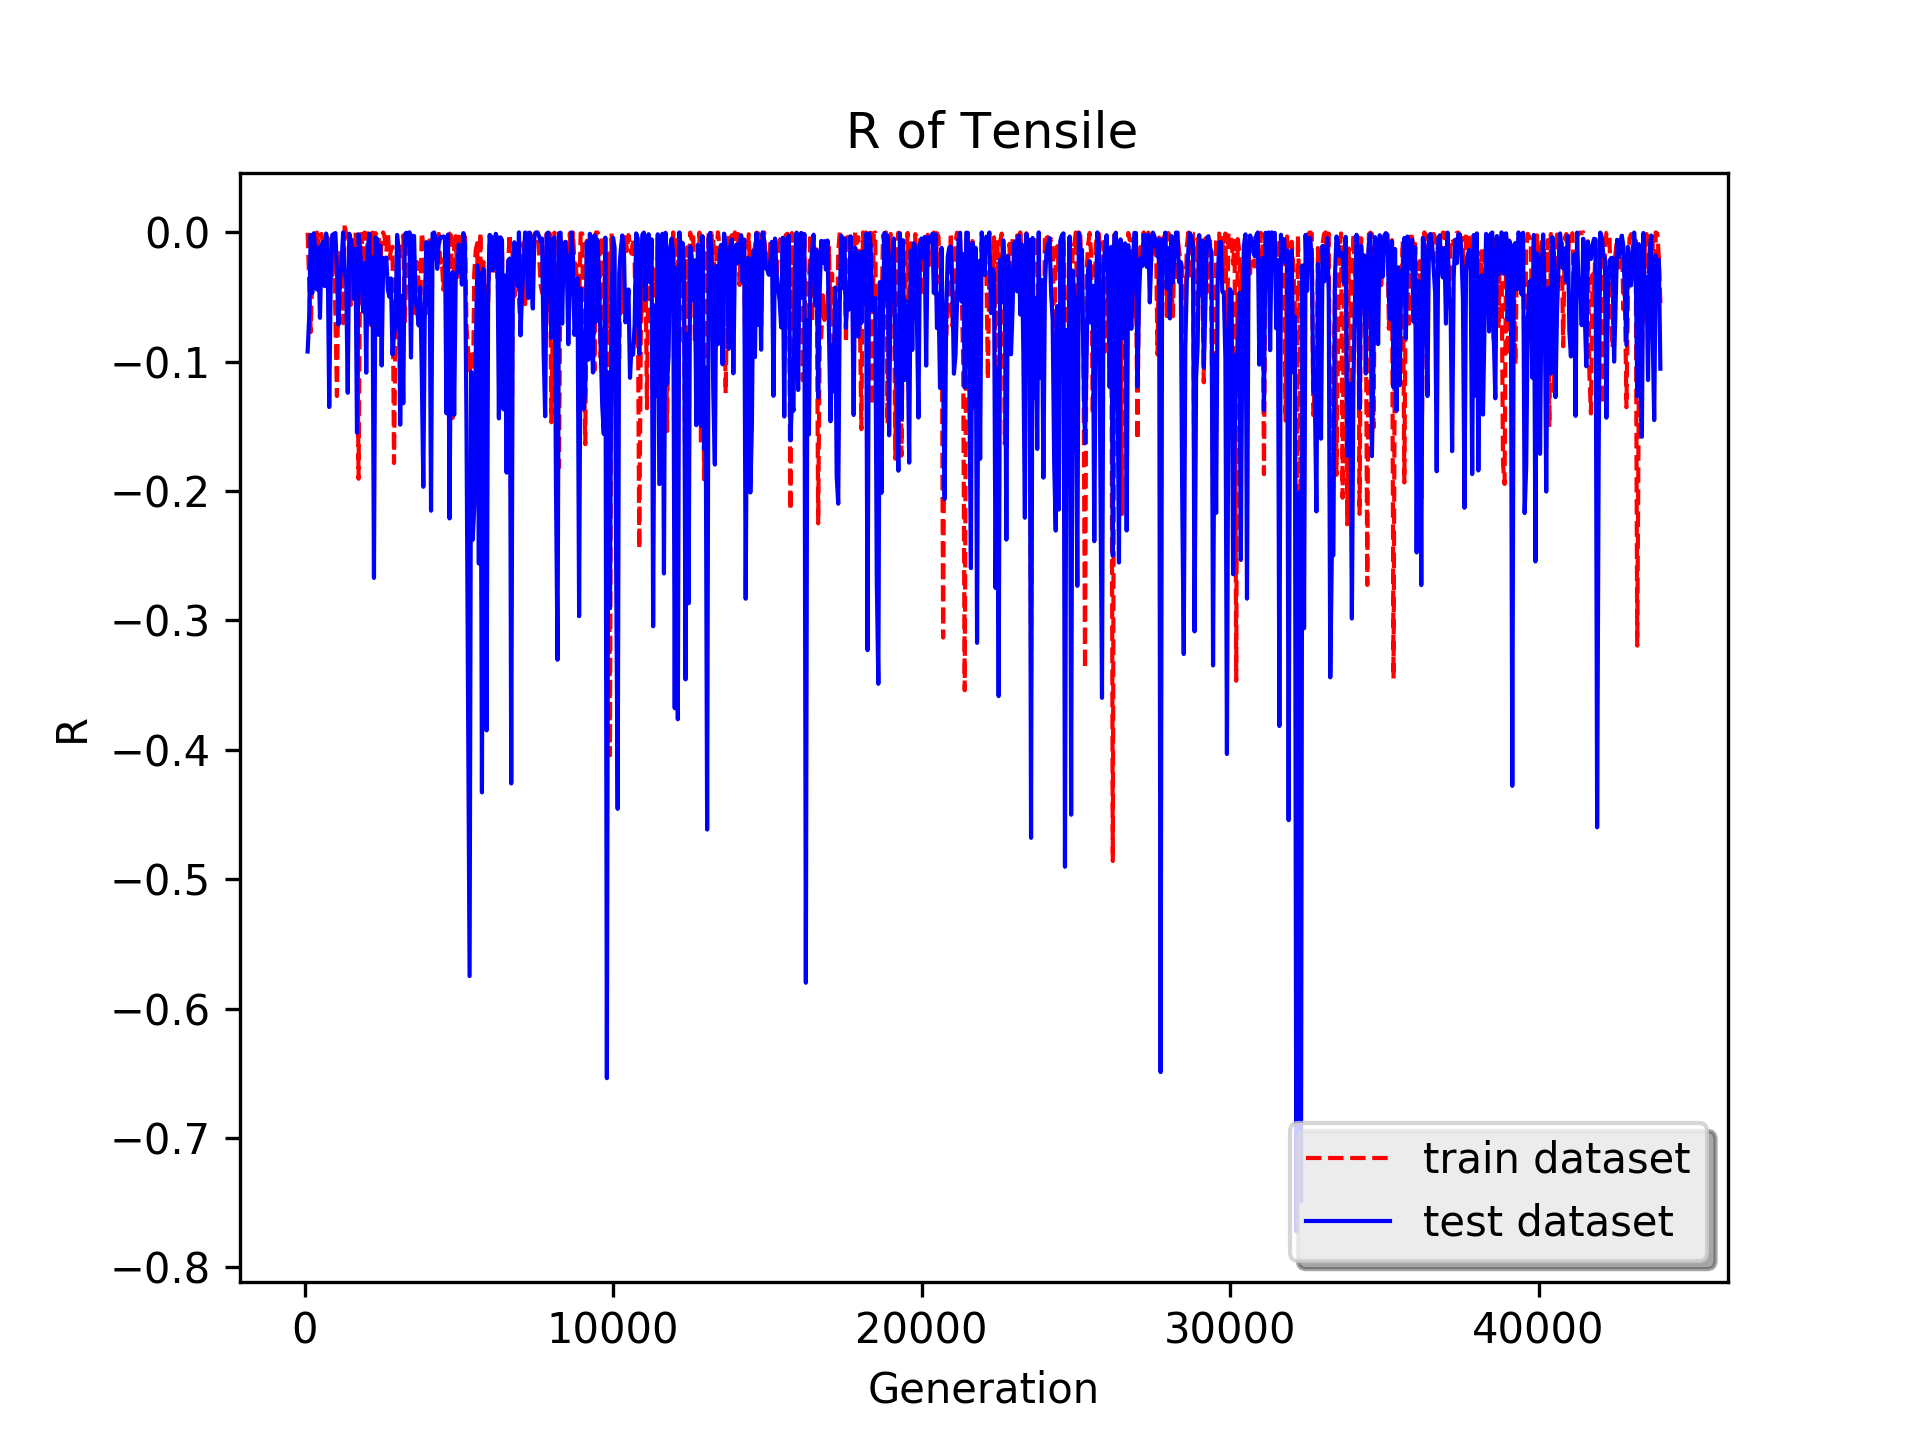 R of Tensile
0.0
−0.1
−0.2
−0.3
−0.4
−0.5
−0.6
−0.7
−0.8
R
train dataset
test dataset
0 10000 20000 30000 40000
Generation